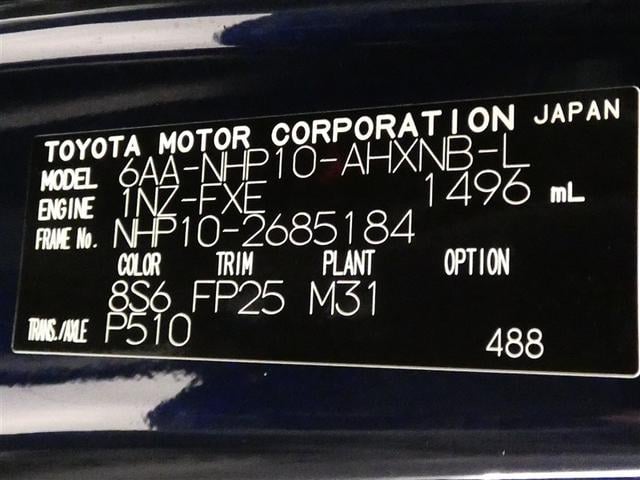 TOYOTA MOTOR CORPORATION JAPAN
MODEL 6AA-NHP10-AHXNB-L
ENGINE 1NZ-FXE 1496 mL
FRAME No. NHP10-2685184
COLOR TRIM PLANT OPTION
8S6 FP25 M31
TRANS./AXLE P510 488